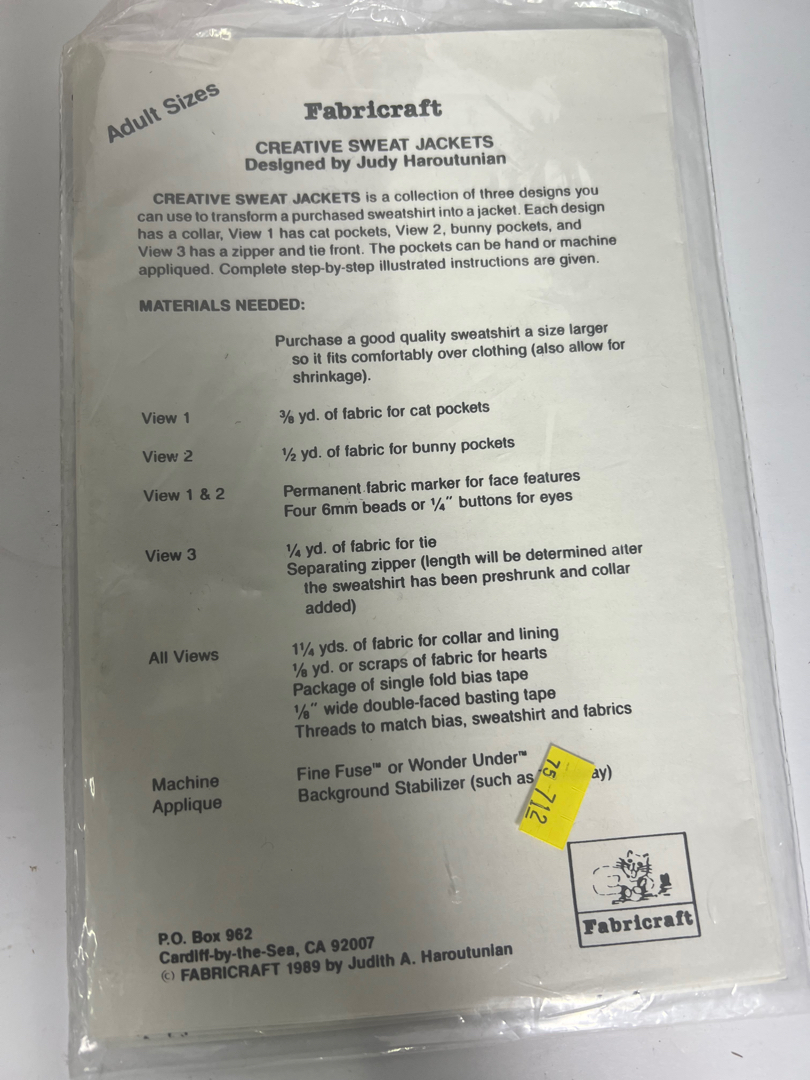 Adult Sizes
Fabricraft
CREATIVE SWEAT JACKETS
Designed by Judy Haroutunian
CREATIVE SWEAT JACKETS is a collection of three designs you
can use to transform a purchased sweatshirt into a jacket. Each design
has a collar, View 1 has cat pockets, View 2, bunny pockets, and
View 3 has a zipper and tie front. The pockets can be hand or machine
appliqued. Complete step-by-step illustrated instructions are given.
MATERIALS NEEDED:
Purchase a good quality sweatshirt a size larger
so it fits comfortably over clothing (also allow for
shrinkage).
View 1 ⅜ yd. of fabric for cat pockets
View 2 ½ yd. of fabric for bunny pockets
View 1 & 2 Permanent fabric marker for face features
Four 6mm beads or ¼″ buttons for eyes
View 3 ¼ yd. of fabric for tie
Separating zipper (length will be determined after
the sweatshirt has been preshrunk and collar
added)
All Views 1¼ yds. of fabric for collar and lining
⅛ yd. or scraps of fabric for hearts
Package of single fold bias tape
⅛″ wide double-faced basting tape
Threads to match bias, sweatshirt and fabrics
Machine Fine Fuse™ or Wonder Under™
Applique Background Stabilizer (such as ay)
75 712
Fabricraft
P.O. Box 962
Cardiff-by-the-Sea, CA 92007
(c) FABRICRAFT 1989 by Judith A. Haroutunian